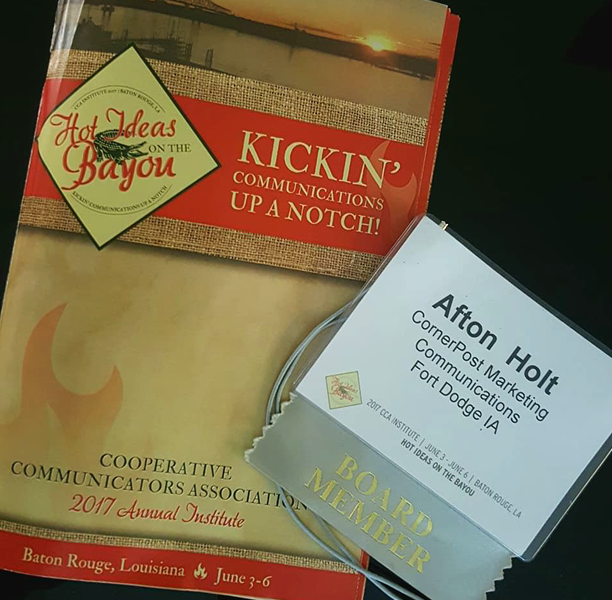 CCA INSTITUTE 2017 | BATON ROUGE, LA
Hot Ideas
ON THE
Bayou
KICKIN' COMMUNICATIONS UP A NOTCH
KICKIN'
COMMUNICATIONS
UP A NOTCH!
COOPERATIVE
COMMUNICATORS ASSOCIATION
2017 Annual Institute
Baton Rouge, Louisiana June 3-6
Afton Holt
CornerPost Marketing
Communications
Fort Dodge IA
2017 CCA INSTITUTE | JUNE 3 - JUNE 6 | BATON ROUGE, LA
HOT IDEAS ON THE BAYOU
BOARD
MEMBER